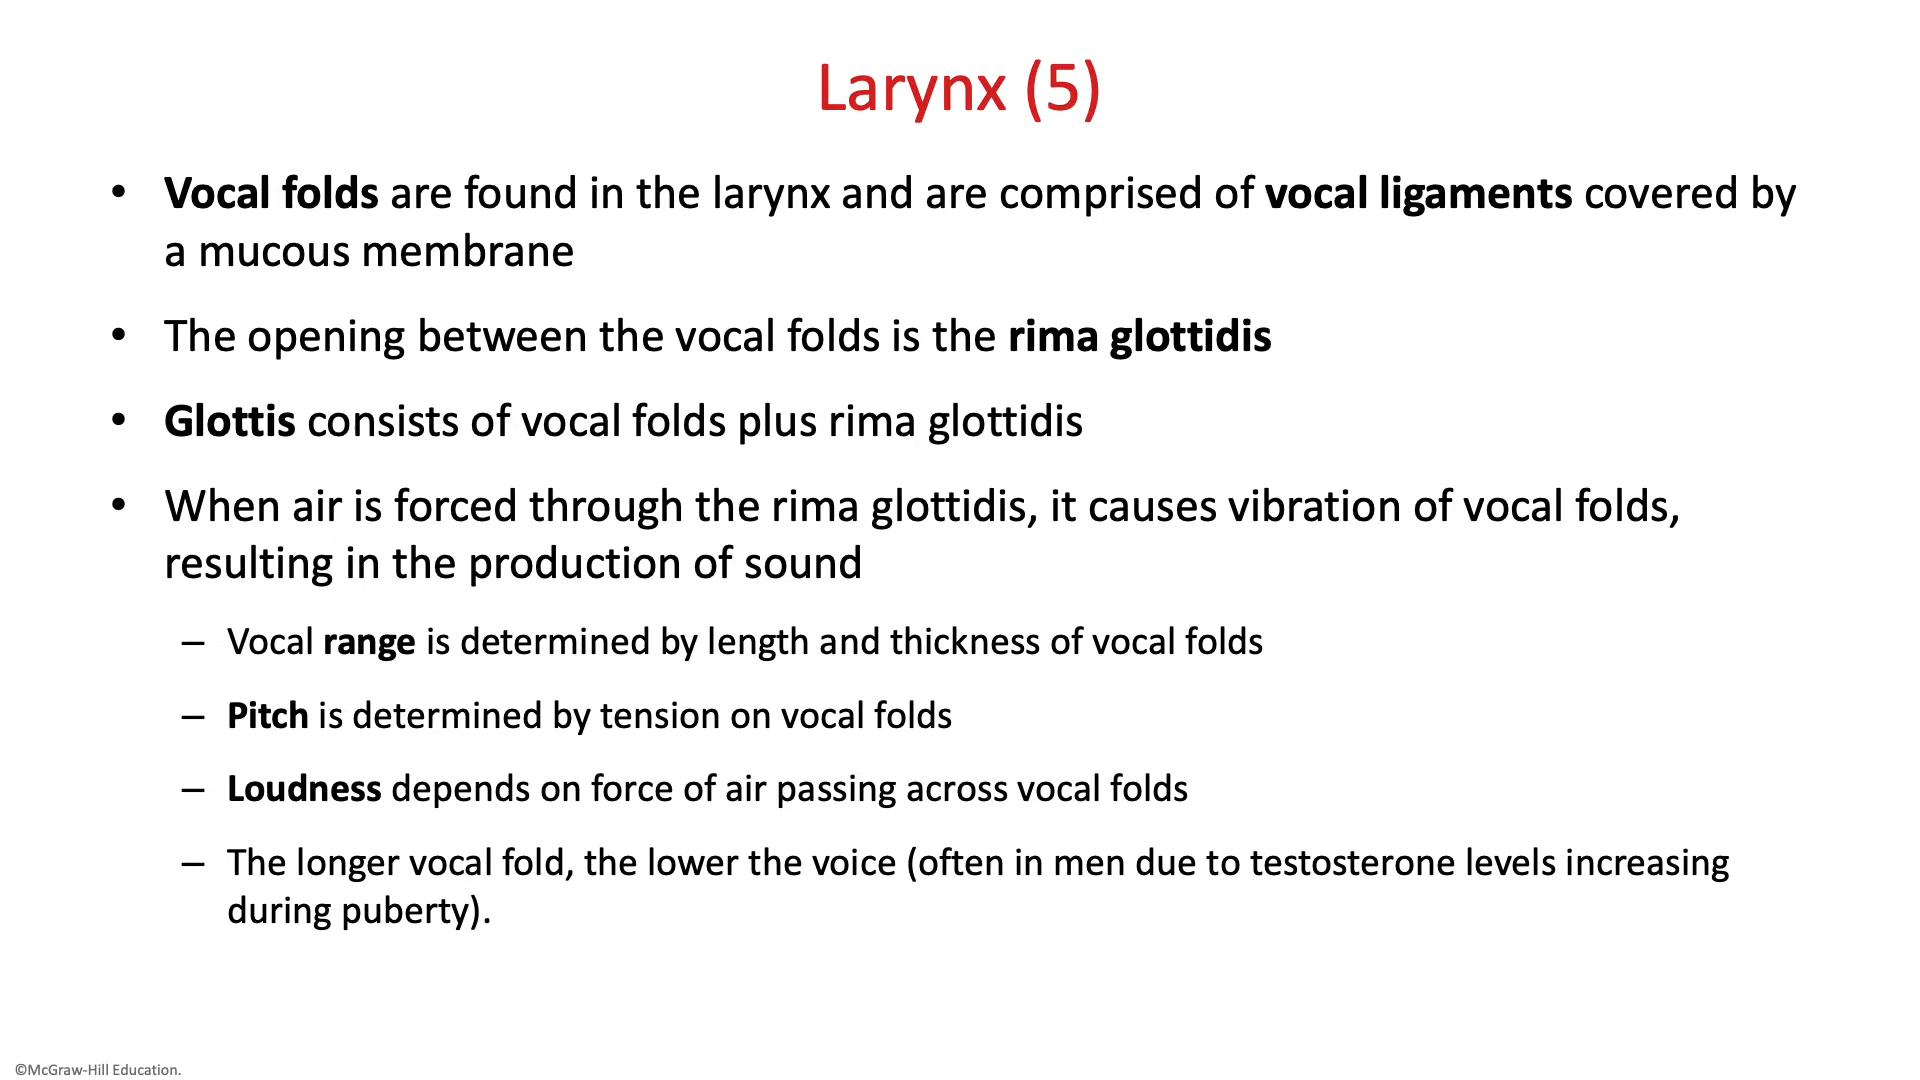 Larynx (5)
• Vocal folds are found in the larynx and are comprised of vocal ligaments covered by
a mucous membrane
• The opening between the vocal folds is the rima glottidis
• Glottis consists of vocal folds plus rima glottidis
• When air is forced through the rima glottidis, it causes vibration of vocal folds,
resulting in the production of sound
– Vocal range is determined by length and thickness of vocal folds
– Pitch is determined by tension on vocal folds
– Loudness depends on force of air passing across vocal folds
– The longer vocal fold, the lower the voice (often in men due to testosterone levels increasing
during puberty).
©McGraw-Hill Education.